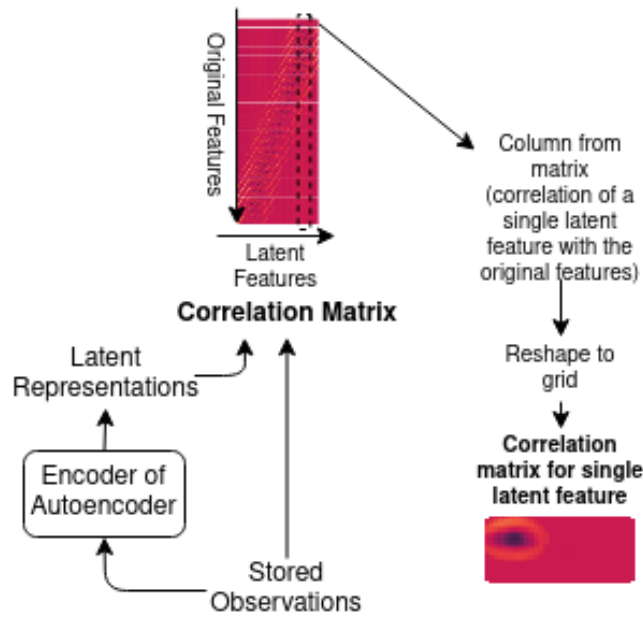 Original Features
Latent
Features
Correlation Matrix
Column from
matrix
(correlation of a
single latent
feature with the
original features)
Reshape to
grid
Correlation
matrix for single
latent feature
Latent
Representations
Encoder of
Autoencoder
Stored
Observations